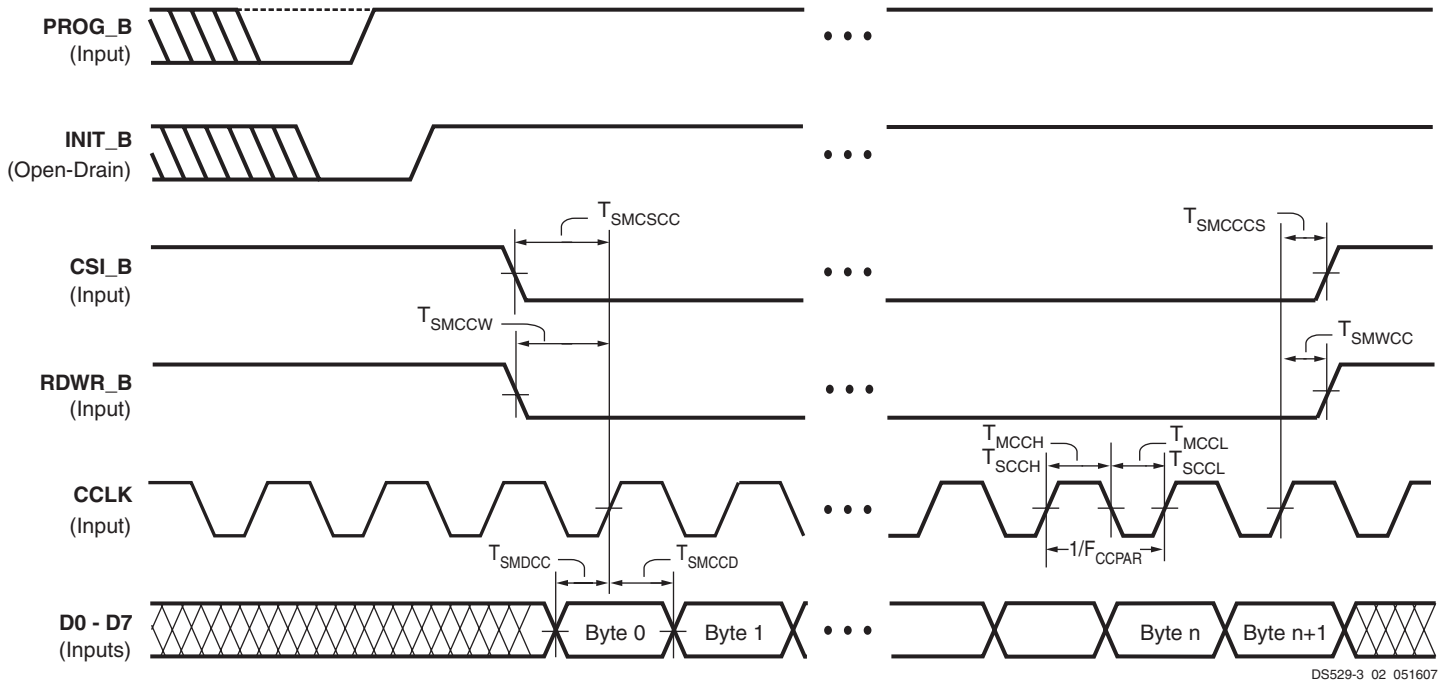 PROG_B
(Input)
INIT_B
(Open-Drain)
T_SMCSCC
T_SMCCCS
CSI_B
(Input)
T_SMCCW
T_SMWCC
RDWR_B
(Input)
T_MCCH
T_SCCH
T_MCCL
T_SCCL
CCLK
(Input)
1/F_CCPAR
T_SMDCC
T_SMCCD
D0 - D7
(Inputs)
Byte 0
Byte 1
Byte n
Byte n+1
DS529-3_02_051607